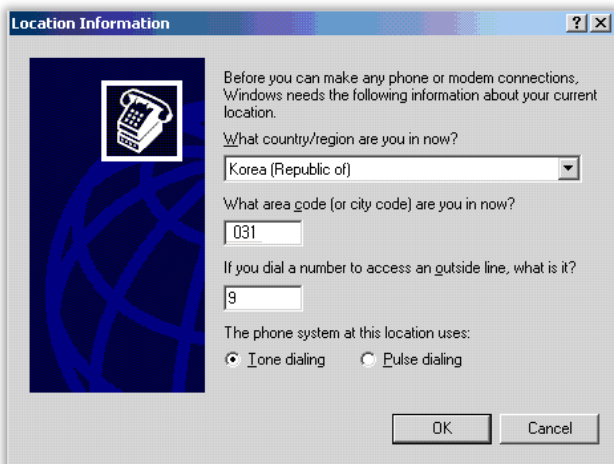 Location Information
Before you can make any phone or modem connections,
Windows needs the following information about your current
location.
What country/region are you in now?
Korea (Republic of)
What area code (or city code) are you in now?
031
If you dial a number to access an outside line, what is it?
9
The phone system at this location uses:
Tone dialing
Pulse dialing
OK
Cancel